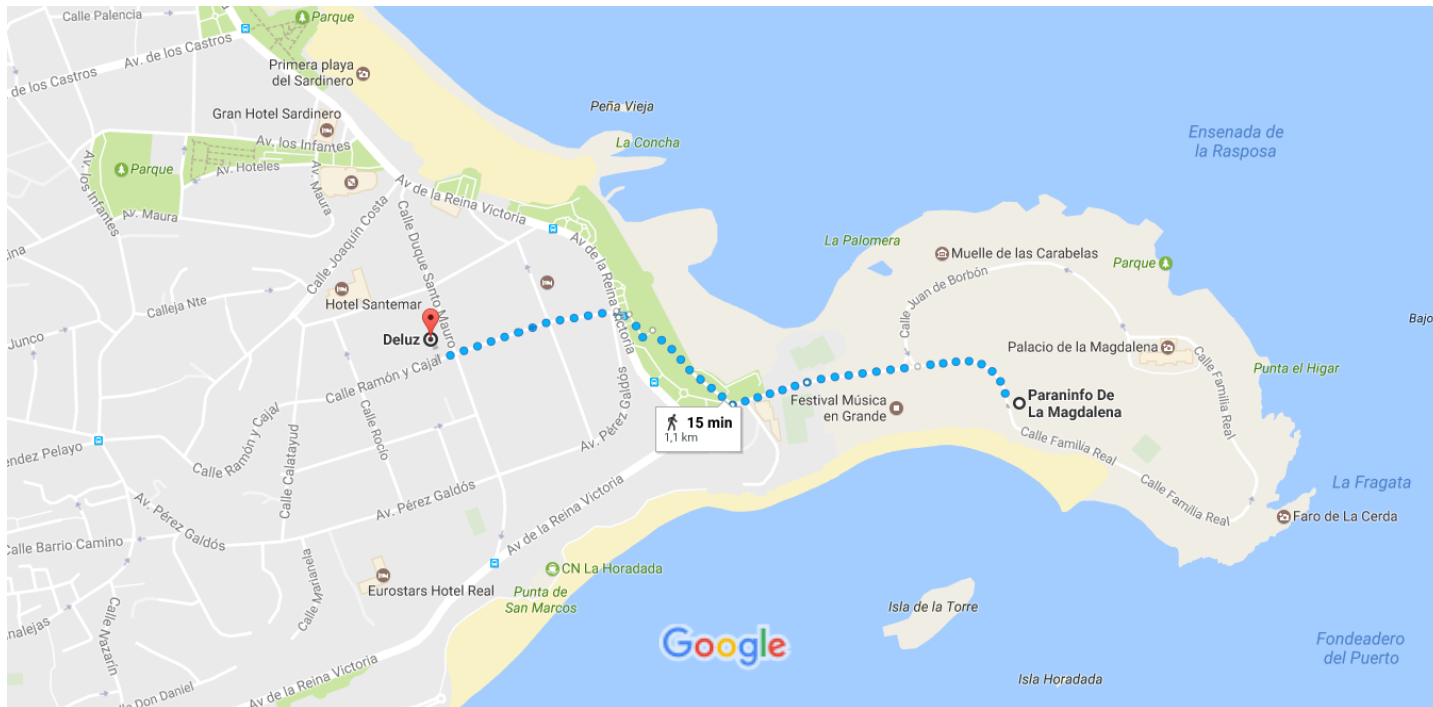 Calle Palencia
Parque
Av. de los Castros
de los Castros
Primera playa
del Sardinero
Gran Hotel Sardinero
Av. los Infantes
Peña Vieja
La Concha
Ensenada de
la Rasposa
Parque
Av. Hoteles
Av. los Infantes
Av. Maura
Av. Maura
Av de la Reina Victoria
Calle Joaquín Costa
Calle Duque Santo Mauro
Av de la Reina Victoria
La Palomera
Muelle de las Carabelas
Parque
Calle Juan de Borbón
Calleja Nte
Hotel Santemar
Junco
Deluz
Bajo
Palacio de la Magdalena
Calle Familia Real
Punta el Higar
Calle Ramón y Cajal
Av. Pérez Galdós
15 min
1,1 km
Festival Música
en Grande
Paraninfo De
La Magdalena
Calle Ramón y Cajal
Calle Rocío
Calle Calatayud
Calle Familia Real
Calle Familia Real
éndez Pelayo
Av. Pérez Galdós
Av. Pérez Galdós
Av de la Reina Victoria
La Fragata
Faro de La Cerda
Calle Barrio Camino
Calle Marianela
Eurostars Hotel Real
CN La Horadada
Punta de
San Marcos
Isla de la Torre
Calle Nazarín
nalejas
Google
Fondeadero
del Puerto
Isla Horadada
Av de la Reina Victoria
Don Daniel